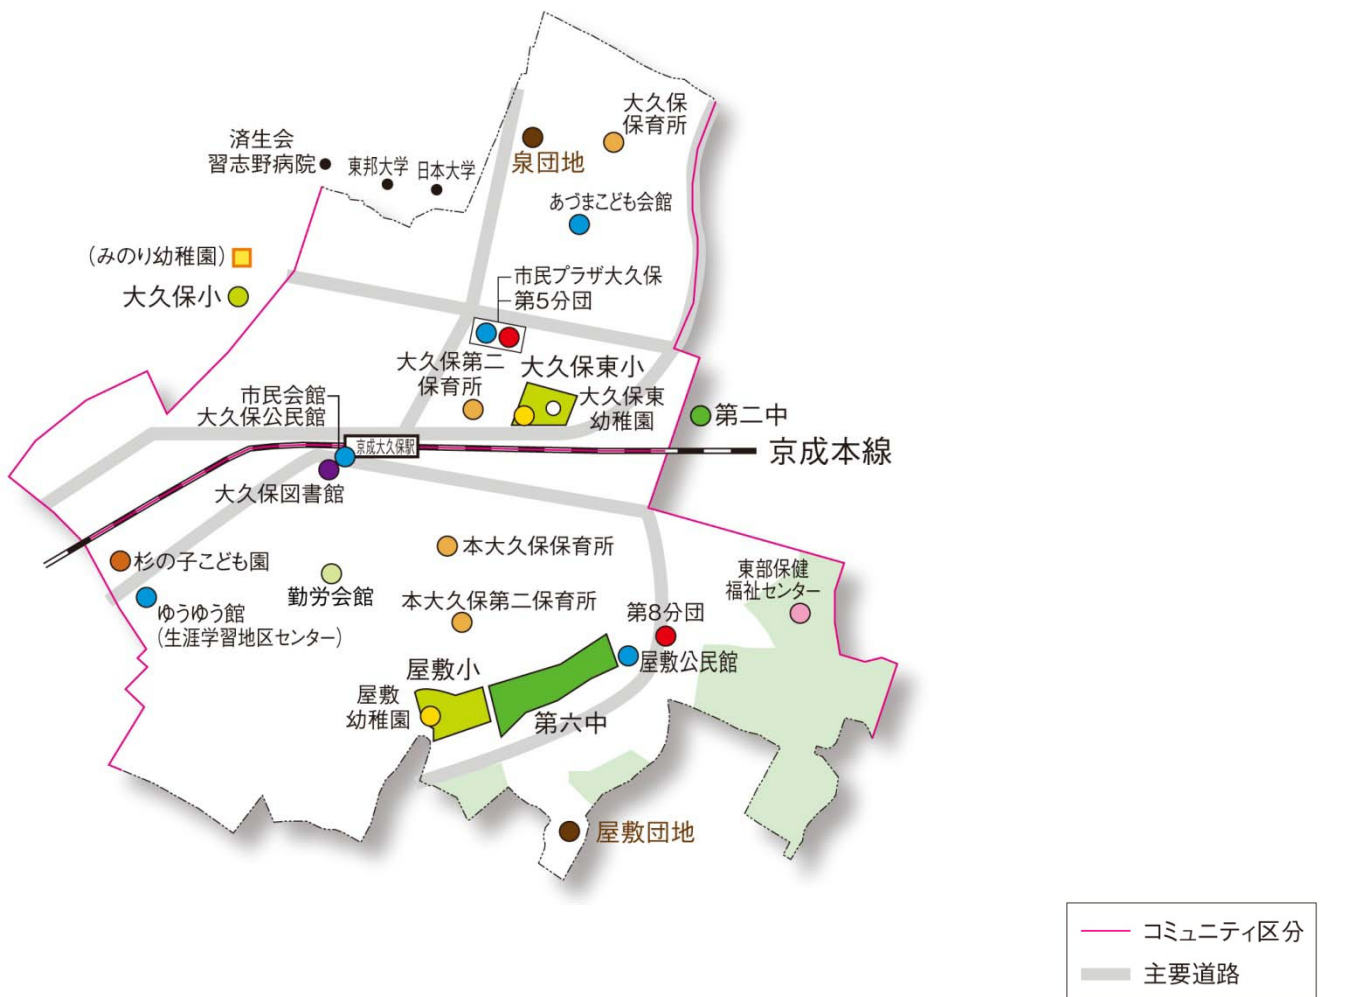 大久保
保育所
済生会
習志野病院
東邦大学
日本大学
泉団地
あづまこども会館
(みのり幼稚園)
大久保小
市民プラザ大久保
第5分団
大久保第二
保育所
大久保東小
大久保東
幼稚園
市民会館
大久保公民館
第二中
京成大久保駅
京成本線
大久保図書館
本大久保保育所
杉の子こども園
勤労会館
東部保健
福祉センター
ゆうゆう館
(生涯学習地区センター)
本大久保第二保育所
第8分団
屋敷公民館
屋敷小
屋敷
幼稚園
第六中
屋敷団地
コミュニティ区分
主要道路